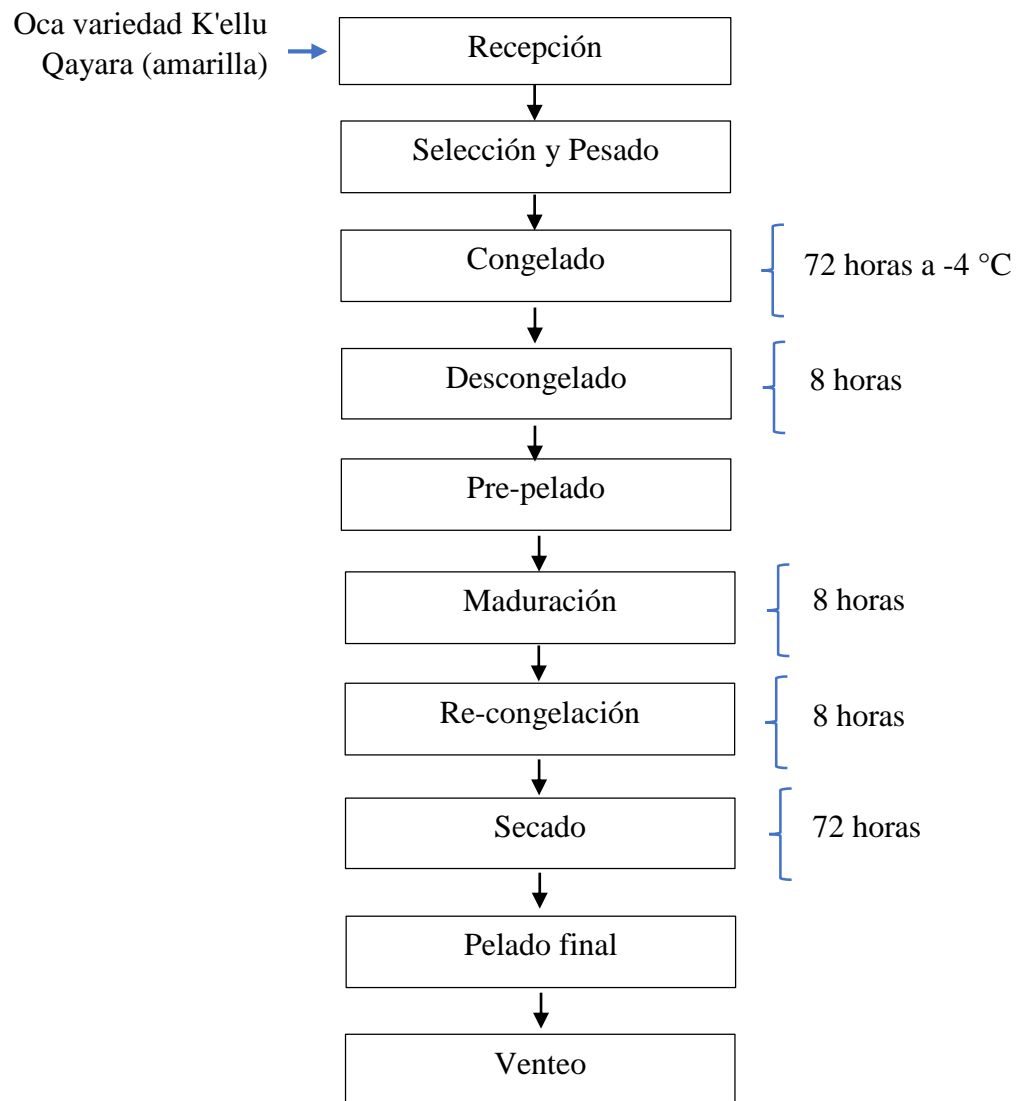 Oca variedad K'ellu
Qayara (amarilla)
Recepción
Selección y Pesado
Congelado
72 horas a -4 °C
Descongelado
8 horas
Pre-pelado
Maduración
8 horas
Re-congelación
8 horas
Secado
72 horas
Pelado final
Venteo